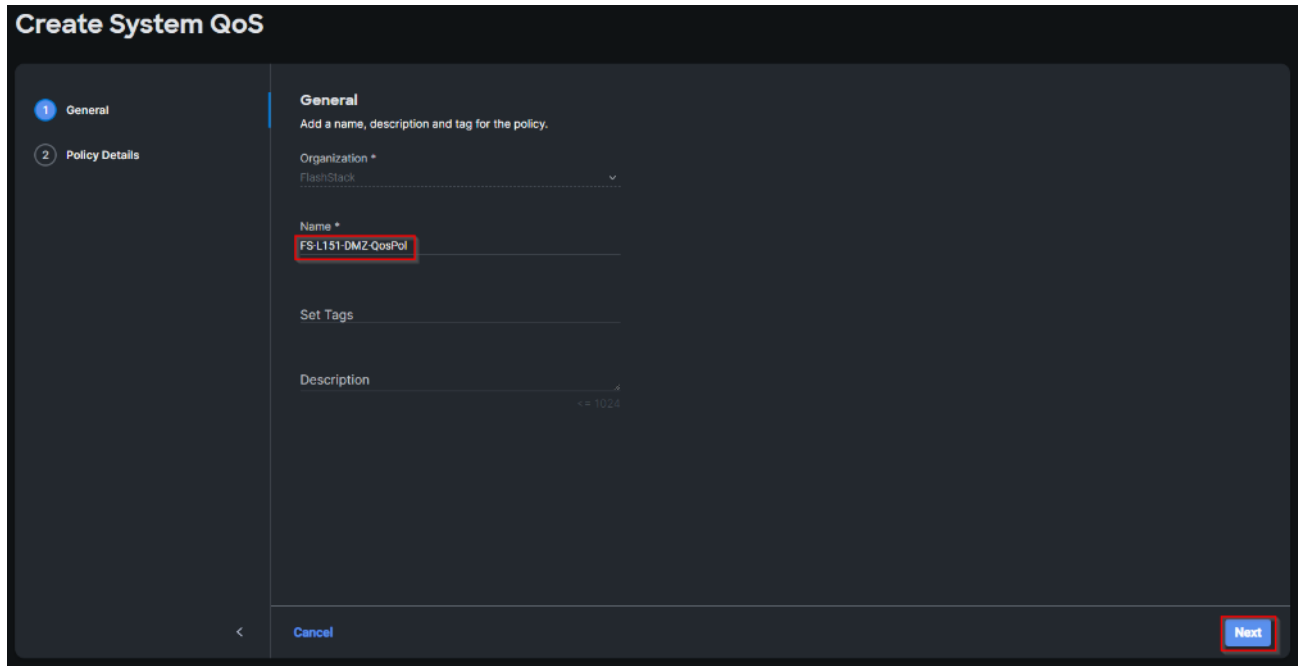 Create System QoS
1 General
2 Policy Details
General
Add a name, description and tag for the policy.
Organization *
FlashStack
Name *
FS-L151-DMZ-QosPol
Set Tags
Description
<= 1024
Cancel
Next